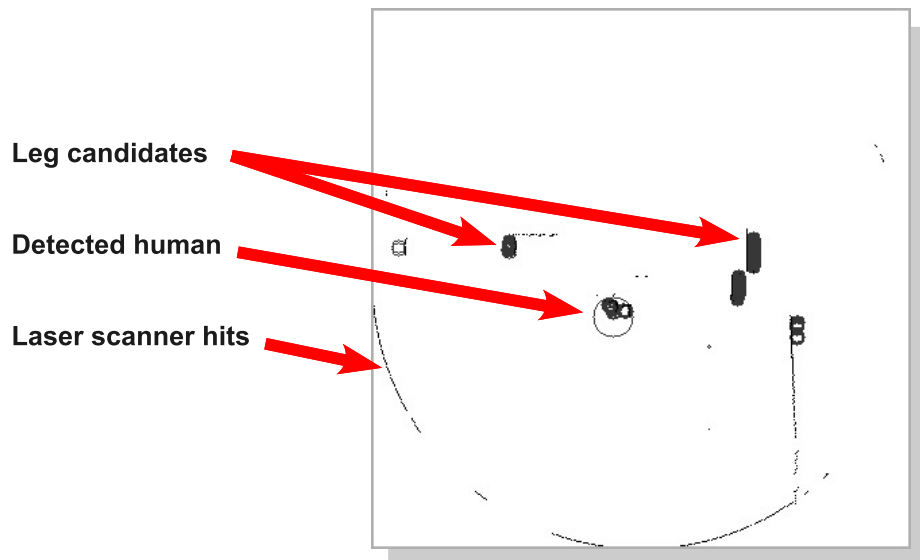 Leg candidates
Detected human
Laser scanner hits